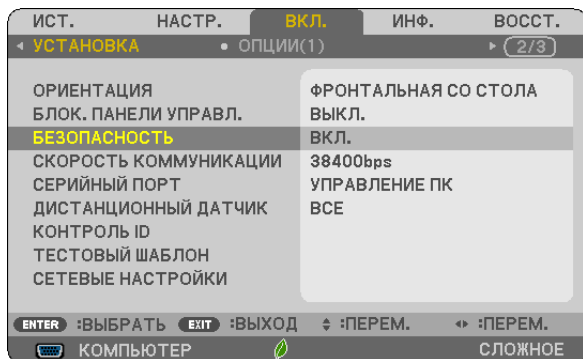 ИСТ. НАСТР. ВКЛ. ИНФ. ВОССТ.
УСТАНОВКА • ОПЦИИ(1) 2/3
ОРИЕНТАЦИЯ ФРОНТАЛЬНАЯ СО СТОЛА
БЛОК. ПАНЕЛИ УПРАВЛ. ВЫКЛ.
БЕЗОПАСНОСТЬ ВКЛ.
СКОРОСТЬ КОММУНИКАЦИИ 38400bps
СЕРИЙНЫЙ ПОРТ УПРАВЛЕНИЕ ПК
ДИСТАНЦИОННЫЙ ДАТЧИК ВСЕ
КОНТРОЛЬ ID
ТЕСТОВЫЙ ШАБЛОН
СЕТЕВЫЕ НАСТРОЙКИ
ENTER :ВЫБРАТЬ EXIT :ВЫХОД :ПЕРЕМ. :ПЕРЕМ.
КОМПЬЮТЕР СЛОЖНОЕ